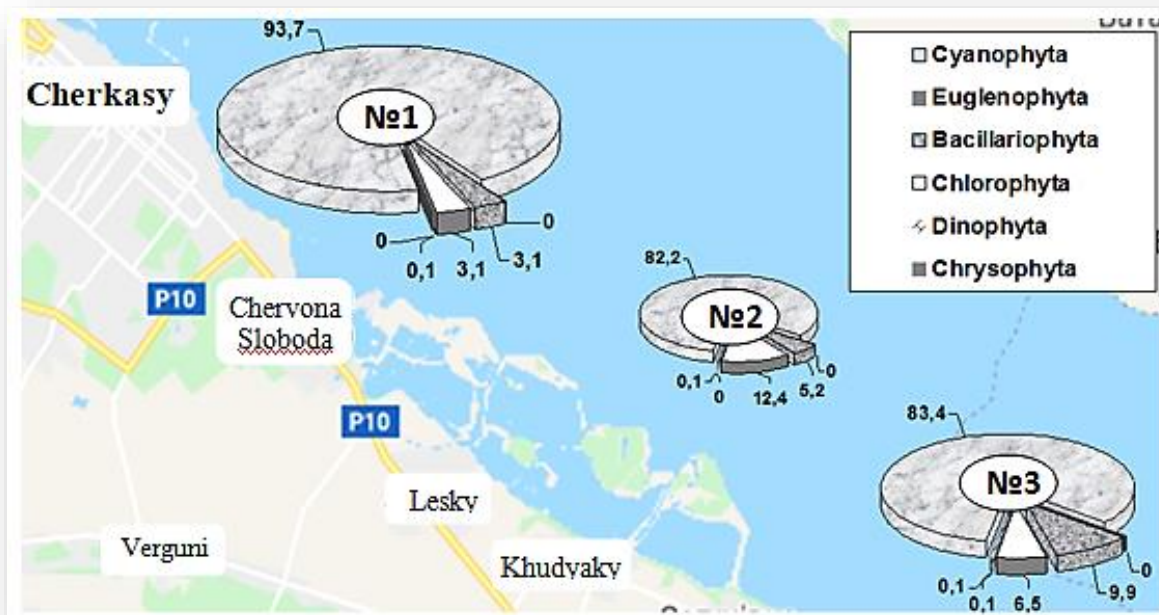 93,7
Cherkasy
№1
0
0
0,1
3,1
3,1
Cyanophyta
Euglenophyta
Bacillariophyta
Chlorophyta
Dinophyta
Chrysophyta
P10
Chervona
Sloboda
82,2
№2
0,1
0
12,4
5,2
0
P10
83,4
№3
0,1
0,1
6,5
9,9
0
Lesky
Verguni
Khudyaky